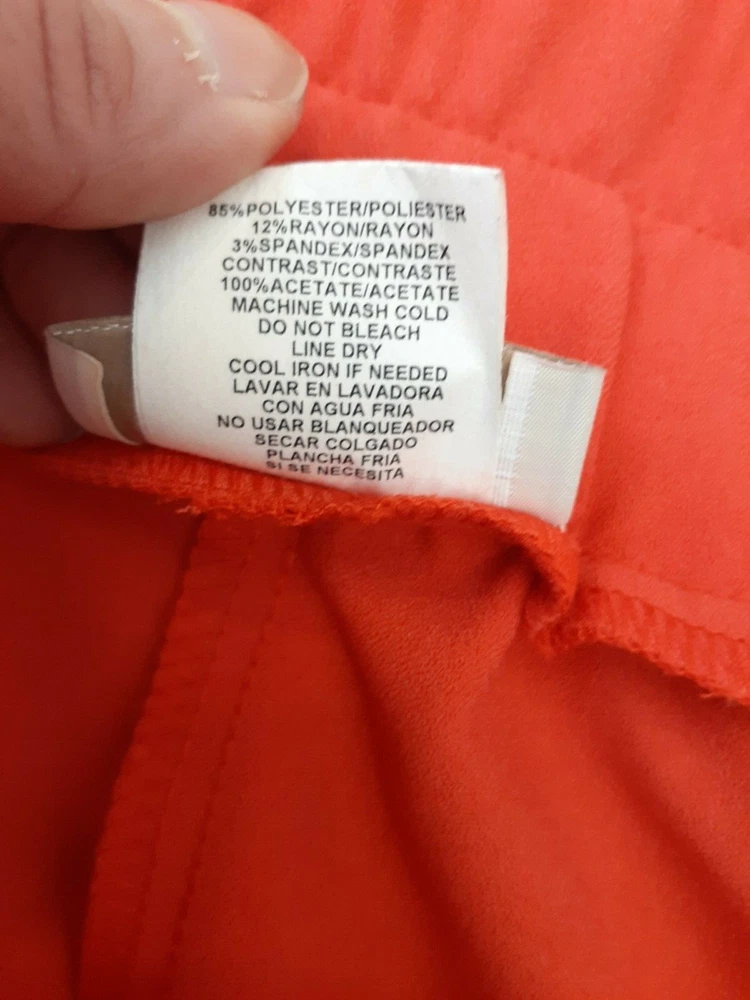 85%POLYESTER/POLIESTER
12%RAYON/RAYON
3%SPANDEX/SPANDEX
CONTRAST/CONTRASTE
100%ACETATE/ACETATE
MACHINE WASH COLD
DO NOT BLEACH
LINE DRY
COOL IRON IF NEEDED
LAVAR EN LAVADORA
CON AGUA FRIA
NO USAR BLANQUEADOR
SECAR COLGADO
PLANCHA FRIA
SI SE NECESITA